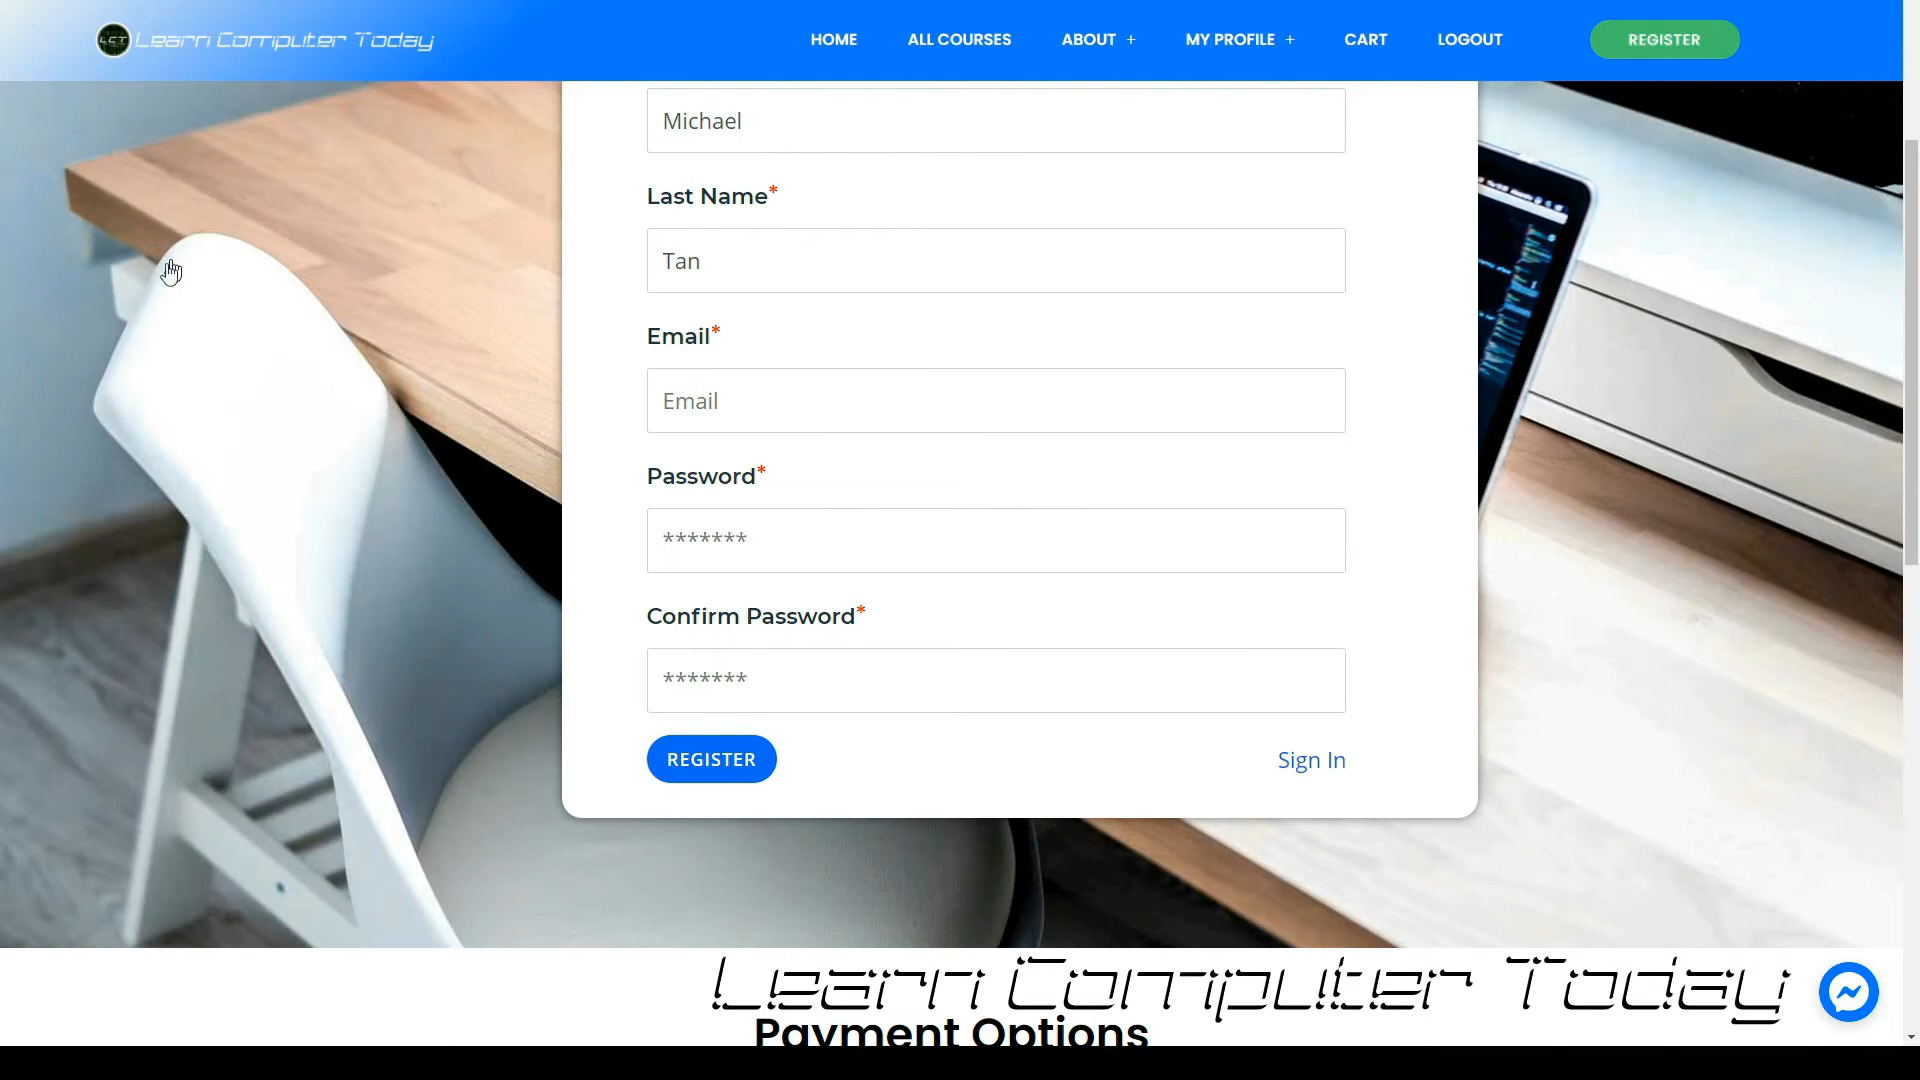 LCT Learn Computer Today HOME ALL COURSES ABOUT + MY PROFILE + CART LOGOUT REGISTER
Michael
Last Name*
Tan
Email*
Email
Password*
*******
Confirm Password*
*******
REGISTER Sign In
Learn Computer Today
Payment Options